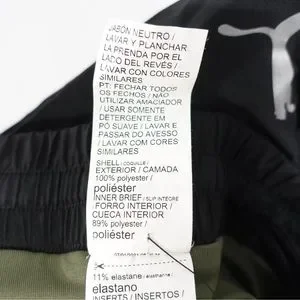 JABÓN NEUTRO /
LAVAR Y PLANCHAR
LA PRENDA POR EL
LADO DEL REVÉS /
LAVAR CON COLORES
SIMILARES
PT: FECHAR TODOS
OS FECHOS / NÃO
UTILIZAR AMACIADOR
/ USAR SOMENTE
DETERGENTE EM
PÓ SUAVE / LAVAR E
PASSAR DO AVESSO
/ LAVAR COM CORES
SIMILARES
SHELL / COQUILLE /
EXTERIOR / CAMADA
100% polyester /
poliéster
INNER BRIEF / SLIP INTÉRIEUR /
FORRO INTERIOR /
CUECA INTERIOR
89% polyester /
poliéster
11% elastane / élasthanne /
elastano
INSERTS / INSERTOS /